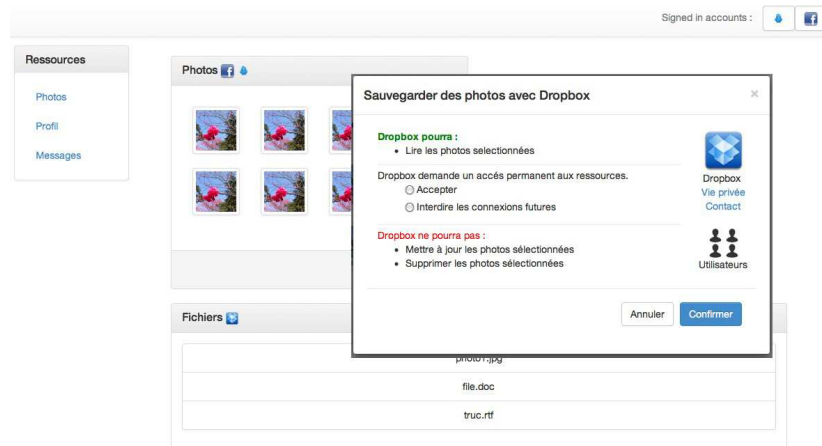 Signed in accounts :
Ressources
Photos
Profil
Messages
Photos
Sauvegarder des photos avec Dropbox
×
Dropbox pourra :
• Lire les photos selectionnées
Dropbox demande un accés permanent aux ressources.
Accepter
Interdire les connexions futures
Dropbox ne pourra pas :
• Mettre à jour les photos sélectionnées
• Supprimer les photos sélectionnées
Dropbox
Vie privée
Contact
Utilisateurs
Annuler
Confirmer
Fichiers
photo1.jpg
file.doc
truc.rtf